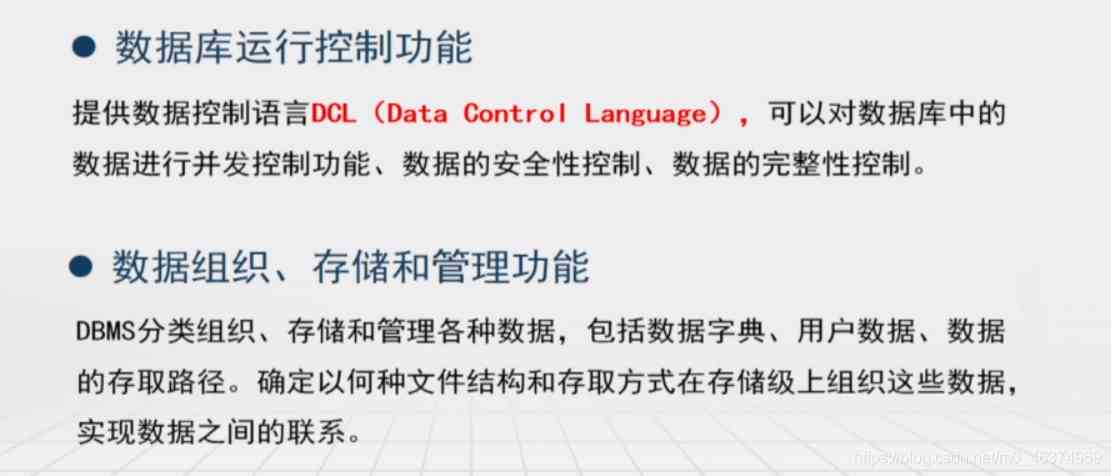 ● 数据库运行控制功能
提供数据控制语言DCL（Data Control Language），可以对数据库中的
数据进行并发控制功能、数据的安全性控制、数据的完整性控制。
● 数据组织、存储和管理功能
DBMS分类组织、存储和管理各种数据，包括数据字典、用户数据、数据
的存取路径。确定以何种文件结构和存取方式在存储级上组织这些数据，
实现数据之间的联系。
https://blog.csdn.net/m0_46374969